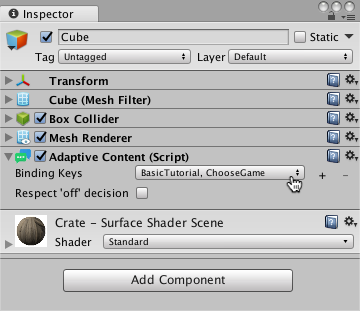 Inspector
Cube
Static
Tag Untagged Layer Default
Transform
Cube (Mesh Filter)
Box Collider
Mesh Renderer
Adaptive Content (Script)
Binding Keys BasicTutorial, ChooseGame + −
Respect 'off' decision
Crate – Surface Shader Scene
Shader Standard
Add Component